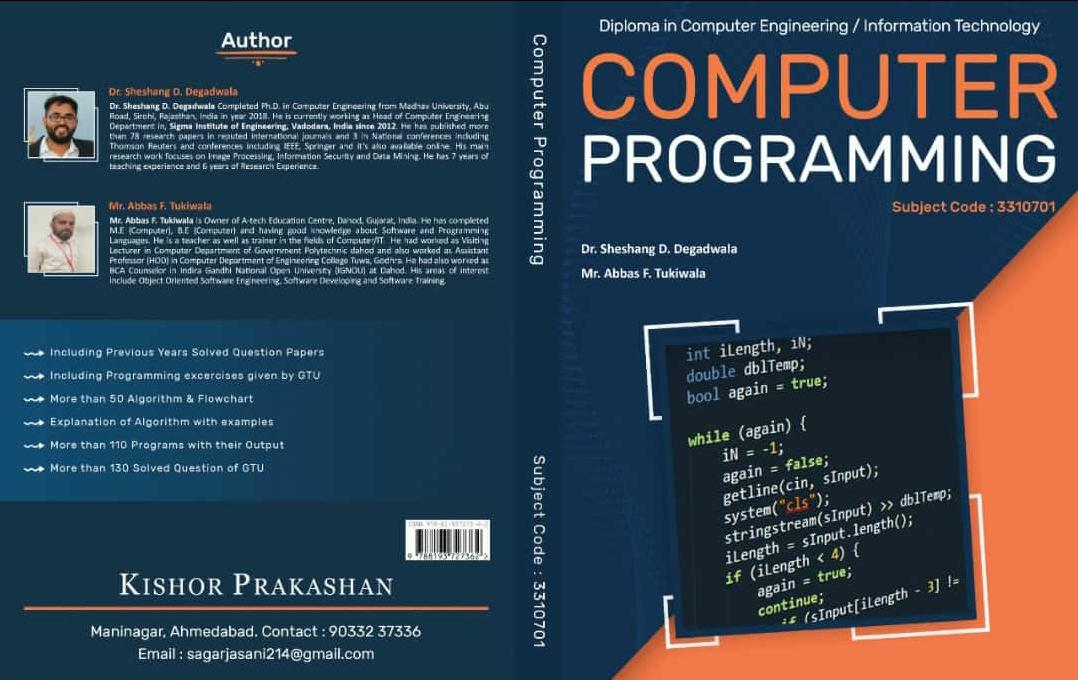 Author
Dr. Sheshang D. Degadwala
Dr. Sheshang D. Degadwala Completed Ph.D. in Computer Engineering from Madhav University, Abu
Road, Sirohi, Rajasthan, India in year 2018. He is currently working as Head of Computer Engineering
Department in, Sigma Institute of Engineering, Vadodara, India since 2012. He has published more
than 78 research papers in reputed international journals and 3 in National conferences including
Thomson Reuters and conferences including IEEE, Springer and it's also available online. His main
research work focuses on Image Processing, Information Security and Data Mining. He has 7 years of
teaching experience and 6 years of Research Experience.
Mr. Abbas F. Tukiwala
Mr. Abbas F. Tukiwala is Owner of A-tech Education Centre, Dahod, Gujarat, India. He has completed
M.E (Computer), B.E (Computer) and having good knowledge about Software and Programming
Languages. He is a teacher as well as trainer in the fields of Computer/IT. He had worked as Visiting
Lecturer in Computer Department of Government Polytechnic dahod and also worked as Assistant
Professor (HOD) in Computer Department of Engineering College Tuwa, Godhra. He had also worked as
BCA Counselor in Indira Gandhi National Open University (IGNOU) at Dahod. His areas of interest
include Object Oriented Software Engineering, Software Developing and Software Training.
Including Previous Years Solved Question Papers
Including Programming excercises given by GTU
More than 50 Algorithm & Flowchart
Explanation of Algorithm with examples
More than 110 Programs with their Output
More than 130 Solved Question of GTU
9 788193 727362 >
KISHOR PRAKASHAN
Maninagar, Ahmedabad. Contact : 90332 37336
Email : sagarjasani214@gmail.com
Computer Programming
Subject Code : 3310701
Diploma in Computer Engineering / Information Technology
COMPUTER
PROGRAMMING
Subject Code : 3310701
Dr. Sheshang D. Degadwala
Mr. Abbas F. Tukiwala
int iLength, iN;
double dblTemp;
bool again = true;
while (again) {
iN = -1;
again = false;
getline(cin, sInput);
system("cls");
stringstream(sInput) >> dblTemp;
iLength = sInput.length();
if (iLength < 4) {
again = true;
continue;
if (sInput[iLength - 3] !=